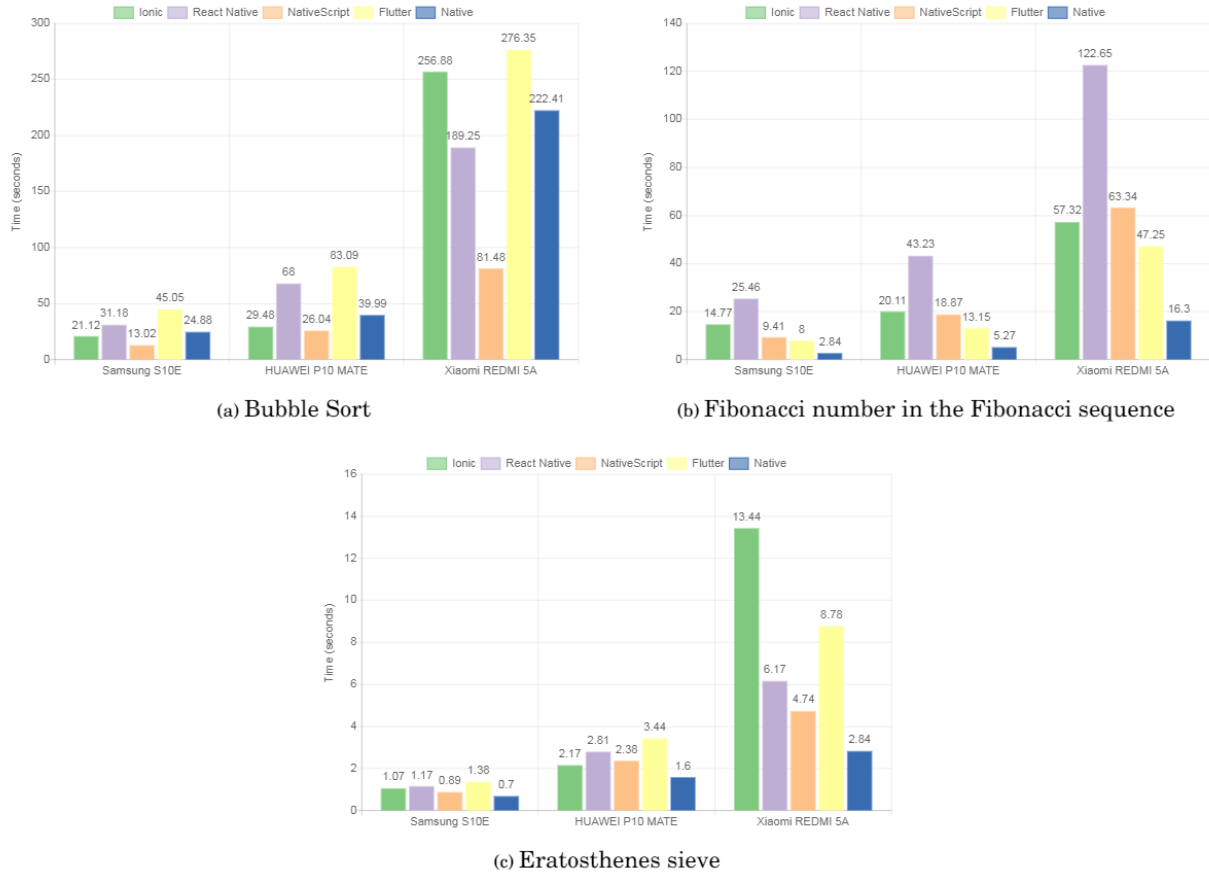 Ionic React Native NativeScript Flutter Native
300
250
200
150
100
50
0
Time (seconds)
21.12 31.18 13.02 45.05 24.88
29.48 68 26.04 83.09 39.99
256.88 189.25 81.48 276.35 222.41
Samsung S10E HUAWEI P10 MATE Xiaomi REDMI 5A
(a) Bubble Sort
Ionic React Native NativeScript Flutter Native
140
120
100
80
60
40
20
0
Time (seconds)
14.77 25.46 9.41 8 2.84
20.11 43.23 18.87 13.15 5.27
57.32 122.65 63.34 47.25 16.3
Samsung S10E HUAWEI P10 MATE Xiaomi REDMI 5A
(b) Fibonacci number in the Fibonacci sequence
Ionic React Native NativeScript Flutter Native
16
14
12
10
8
6
4
2
0
Time (seconds)
1.07 1.17 0.89 1.38 0.7
2.17 2.81 2.38 3.44 1.6
13.44 6.17 4.74 8.78 2.84
Samsung S10E HUAWEI P10 MATE Xiaomi REDMI 5A
(c) Eratosthenes sieve